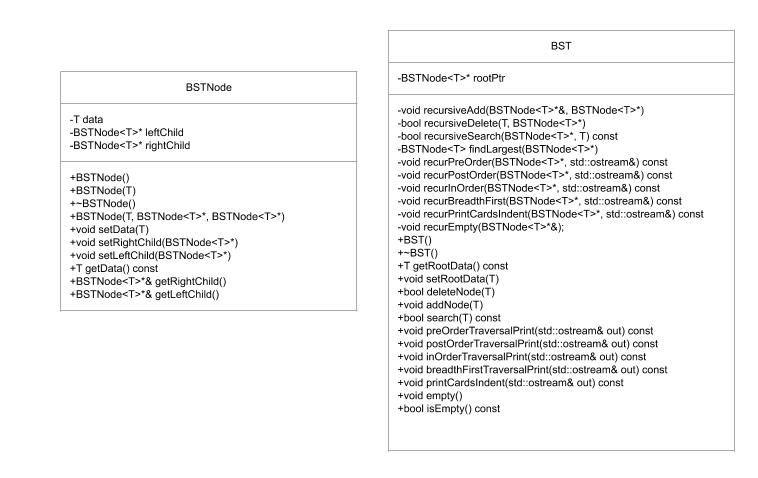 BSTNode
-T data
-BSTNode<T>* leftChild
-BSTNode<T>* rightChild
+BSTNode()
+BSTNode(T)
+~BSTNode()
+BSTNode(T, BSTNode<T>*, BSTNode<T>*)
+void setData(T)
+void setRightChild(BSTNode<T>*)
+void setLeftChild(BSTNode<T>*)
+T getData() const
+BSTNode<T>*& getRightChild()
+BSTNode<T>*& getLeftChild()
BST
-BSTNode<T>* rootPtr
-void recursiveAdd(BSTNode<T>*&, BSTNode<T>*)
-bool recursiveDelete(T, BSTNode<T>*)
-bool recursiveSearch(BSTNode<T>*, T) const
-BSTNode<T> findLargest(BSTNode<T>*)
-void recurPreOrder(BSTNode<T>*, std::ostream&) const
-void recurPostOrder(BSTNode<T>*, std::ostream&) const
-void recurInOrder(BSTNode<T>*, std::ostream&) const
-void recurBreadthFirst(BSTNode<T>*, std::ostream&) const
-void recurPrintCardsIndent(BSTNode<T>*, std::ostream&) const
-void recurEmpty(BSTNode<T>*&);
+BST()
+~BST()
+T getRootData() const
+void setRootData(T)
+bool deleteNode(T)
+void addNode(T)
+bool search(T) const
+void preOrderTraversalPrint(std::ostream& out) const
+void postOrderTraversalPrint(std::ostream& out) const
+void inOrderTraversalPrint(std::ostream& out) const
+void breadthFirstTraversalPrint(std::ostream& out) const
+void printCardsIndent(std::ostream& out) const
+void empty()
+bool isEmpty() const